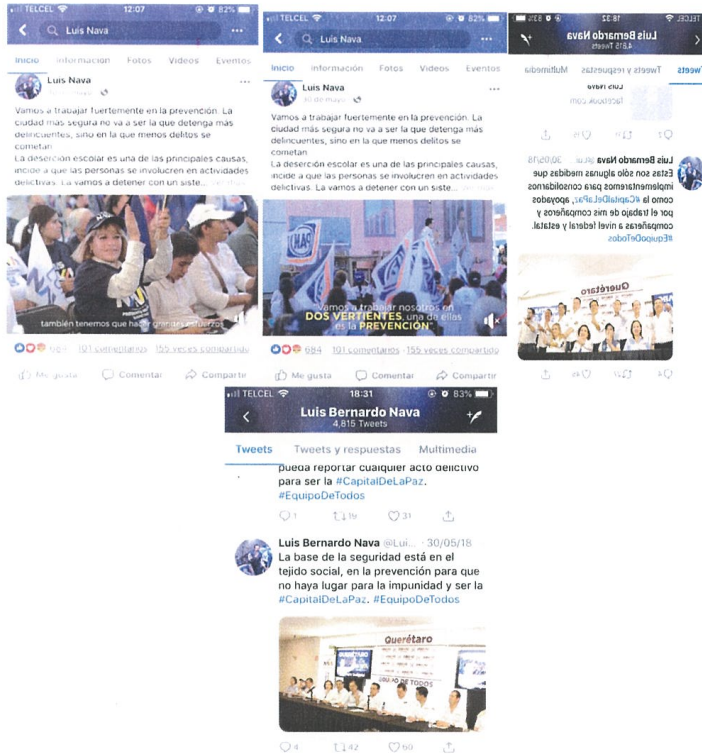 TELCEL 12:07 82%
Luis Nava
Inicio Información Fotos Videos Eventos
Luis Nava
Vamos a trabajar fuertemente en la prevención. La
ciudad más segura no va a ser la que detenga más
delincuentes, sino en la que menos delitos se
cometan
La deserción escolar es una de las principales causas,
incide a que las personas se involucren en actividades
delictivas. La vamos a detener con un siste...
también tenemos que hacer grandes esfuerzos
684 101 comentarios 155 veces compartido
Me gusta Comentar Compartir
TELCEL 12:07 82%
Luis Nava
Inicio Información Fotos Videos Eventos
Luis Nava
30 de mayo
Vamos a trabajar fuertemente en la prevención. La
ciudad más segura no va a ser la que detenga más
delincuentes, sino en la que menos delitos se
cometan
La deserción escolar es una de las principales causas,
incide a que las personas se involucren en actividades
delictivas. La vamos a detener con un siste...
PAN
"Vamos a trabajar nosotros en
DOS VERTIENTES, una de ellas
es la PREVENCIÓN"
684 101 comentarios · 155 veces compartido
Me gusta Comentar Compartir
TELCEL 18:32 83%
Luis Bernardo Nava
4,815 Tweets
Tweets Tweets y respuestas Multimedia
Luis Nava
facebook.com
Luis Bernardo Nava 30/05/18
Estas son sólo algunas medidas que
implementaremos para consolidarnos
como la #CapitalDeLaPaz, apoyados
por el trabajo de mis compañeros y
compañeras a nivel federal y estatal.
#EquipoDeTodos
Querétaro
TELCEL 18:31 83%
Luis Bernardo Nava
4,815 Tweets
Tweets Tweets y respuestas Multimedia
pueda reportar cualquier acto delictivo
para ser la #CapitalDeLaPaz.
#EquipoDeTodos
1 19 31
Luis Bernardo Nava @Lui... · 30/05/18
La base de la seguridad está en el
tejido social, en la prevención para que
no haya lugar para la impunidad y ser la
#CapitalDeLaPaz. #EquipoDeTodos
Querétaro
EQUIPO DE TODOS
4 42 60